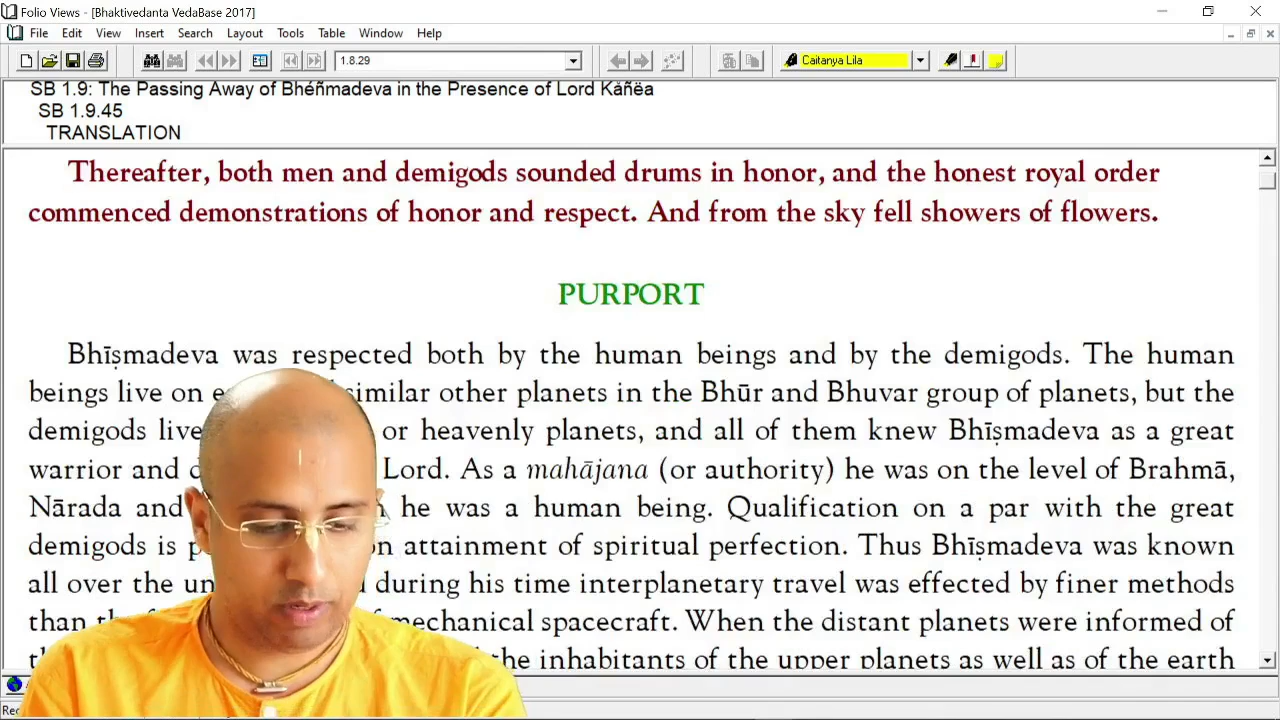 Folio Views - [Bhaktivedanta VedaBase 2017]
File Edit View Insert Search Layout Tools Table Window Help
1.8.29 Caitanya Lila
SB 1.9: The Passing Away of Bhéñmadeva in the Presence of Lord Kåñëa
SB 1.9.45
TRANSLATION
Thereafter, both men and demigods sounded drums in honor, and the honest royal order
commenced demonstrations of honor and respect. And from the sky fell showers of flowers.
PURPORT
Bhīṣmadeva was respected both by the human beings and by the demigods. The human
beings live on similar other planets in the Bhūr and Bhuvar group of planets, but the
demigods live or heavenly planets, and all of them knew Bhīṣmadeva as a great
warrior and Lord. As a mahājana (or authority) he was on the level of Brahmā,
Nārada and he was a human being. Qualification on a par with the great
demigods is on attainment of spiritual perfection. Thus Bhīṣmadeva was known
all over the during his time interplanetary travel was effected by finer methods
than mechanical spacecraft. When the distant planets were informed of
the inhabitants of the upper planets as well as of the earth